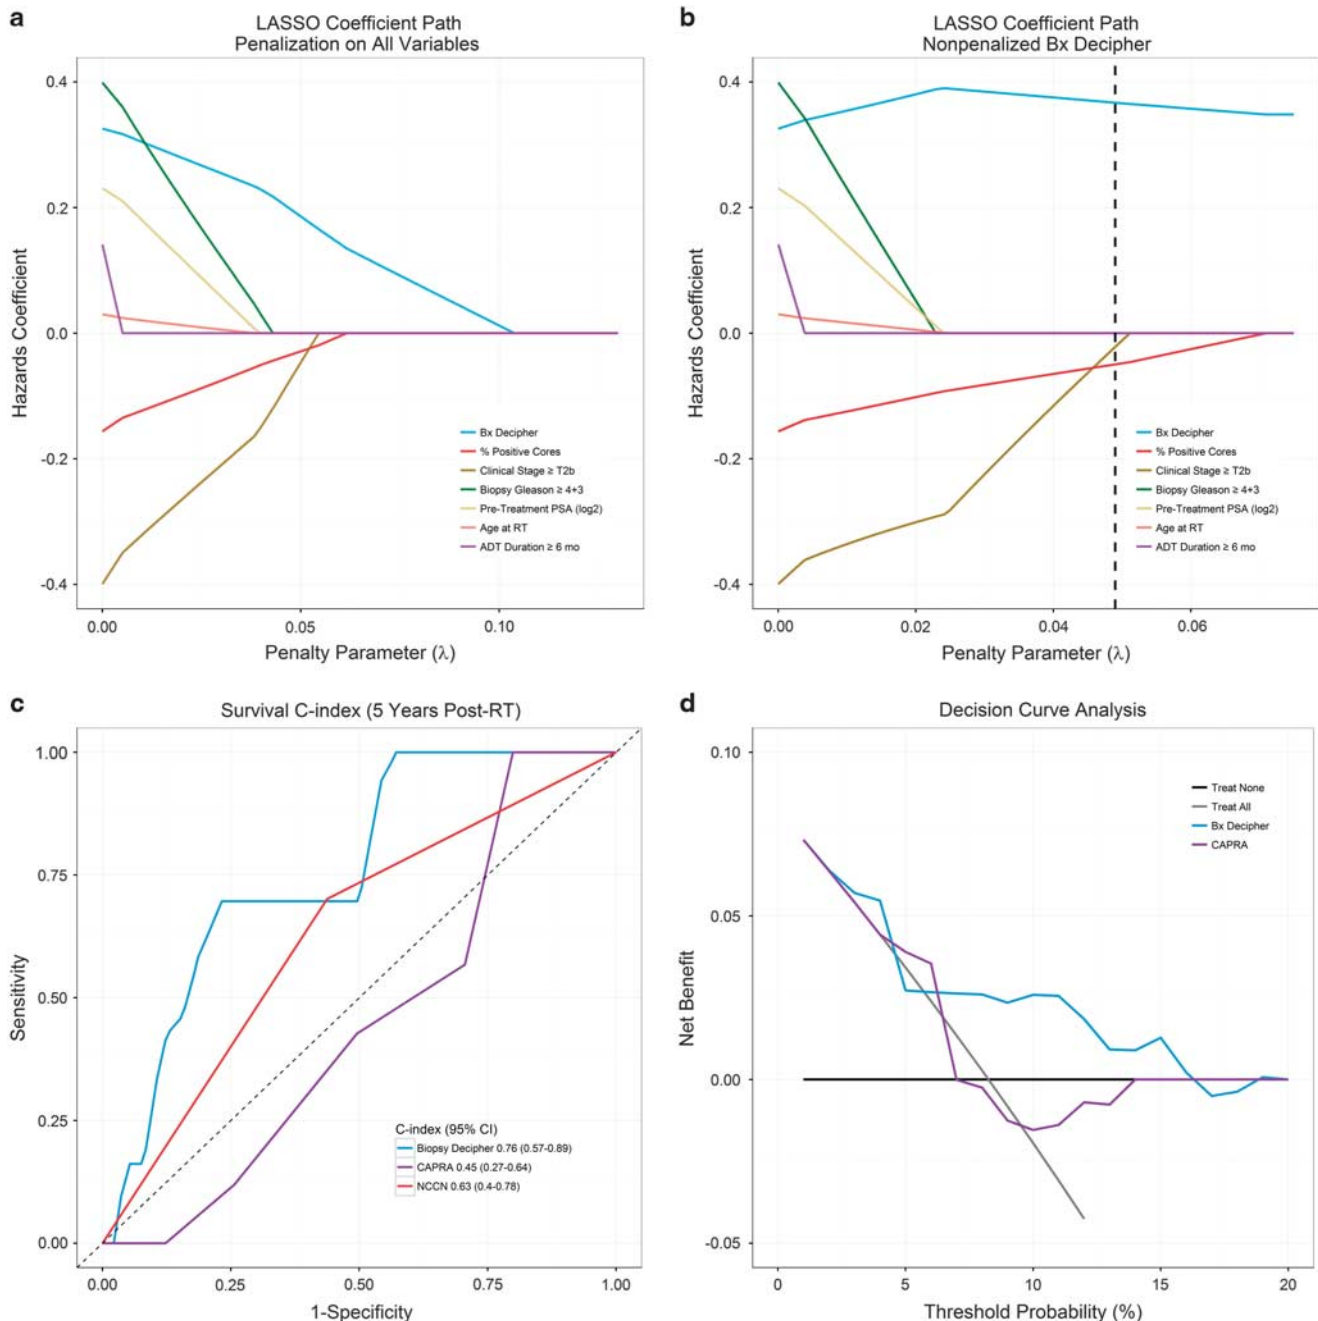 a
LASSO Coefficient Path
Penalization on All Variables
0.4
0.2
0.0
-0.2
-0.4
Hazards Coefficient
Bx Decipher
% Positive Cores
Clinical Stage ≥ T2b
Biopsy Gleason ≥ 4+3
Pre-Treatment PSA (log2)
Age at RT
ADT Duration ≥ 6 mo
0.00 0.05 0.10
Penalty Parameter (λ)
b
LASSO Coefficient Path
Nonpenalized Bx Decipher
0.4
0.2
0.0
-0.2
-0.4
Hazards Coefficient
Bx Decipher
% Positive Cores
Clinical Stage ≥ T2b
Biopsy Gleason ≥ 4+3
Pre-Treatment PSA (log2)
Age at RT
ADT Duration ≥ 6 mo
0.00 0.02 0.04 0.06
Penalty Parameter (λ)
c
Survival C-index (5 Years Post-RT)
1.00
0.75
0.50
0.25
0.00
Sensitivity
C-index (95% CI)
Biopsy Decipher 0.76 (0.57-0.89)
CAPRA 0.45 (0.27-0.64)
NCCN 0.63 (0.4-0.78)
0.00 0.25 0.50 0.75 1.00
1-Specificity
d
Decision Curve Analysis
0.10
0.05
0.00
-0.05
Net Benefit
Treat None
Treat All
Bx Decipher
CAPRA
0 5 10 15 20
Threshold Probability (%)